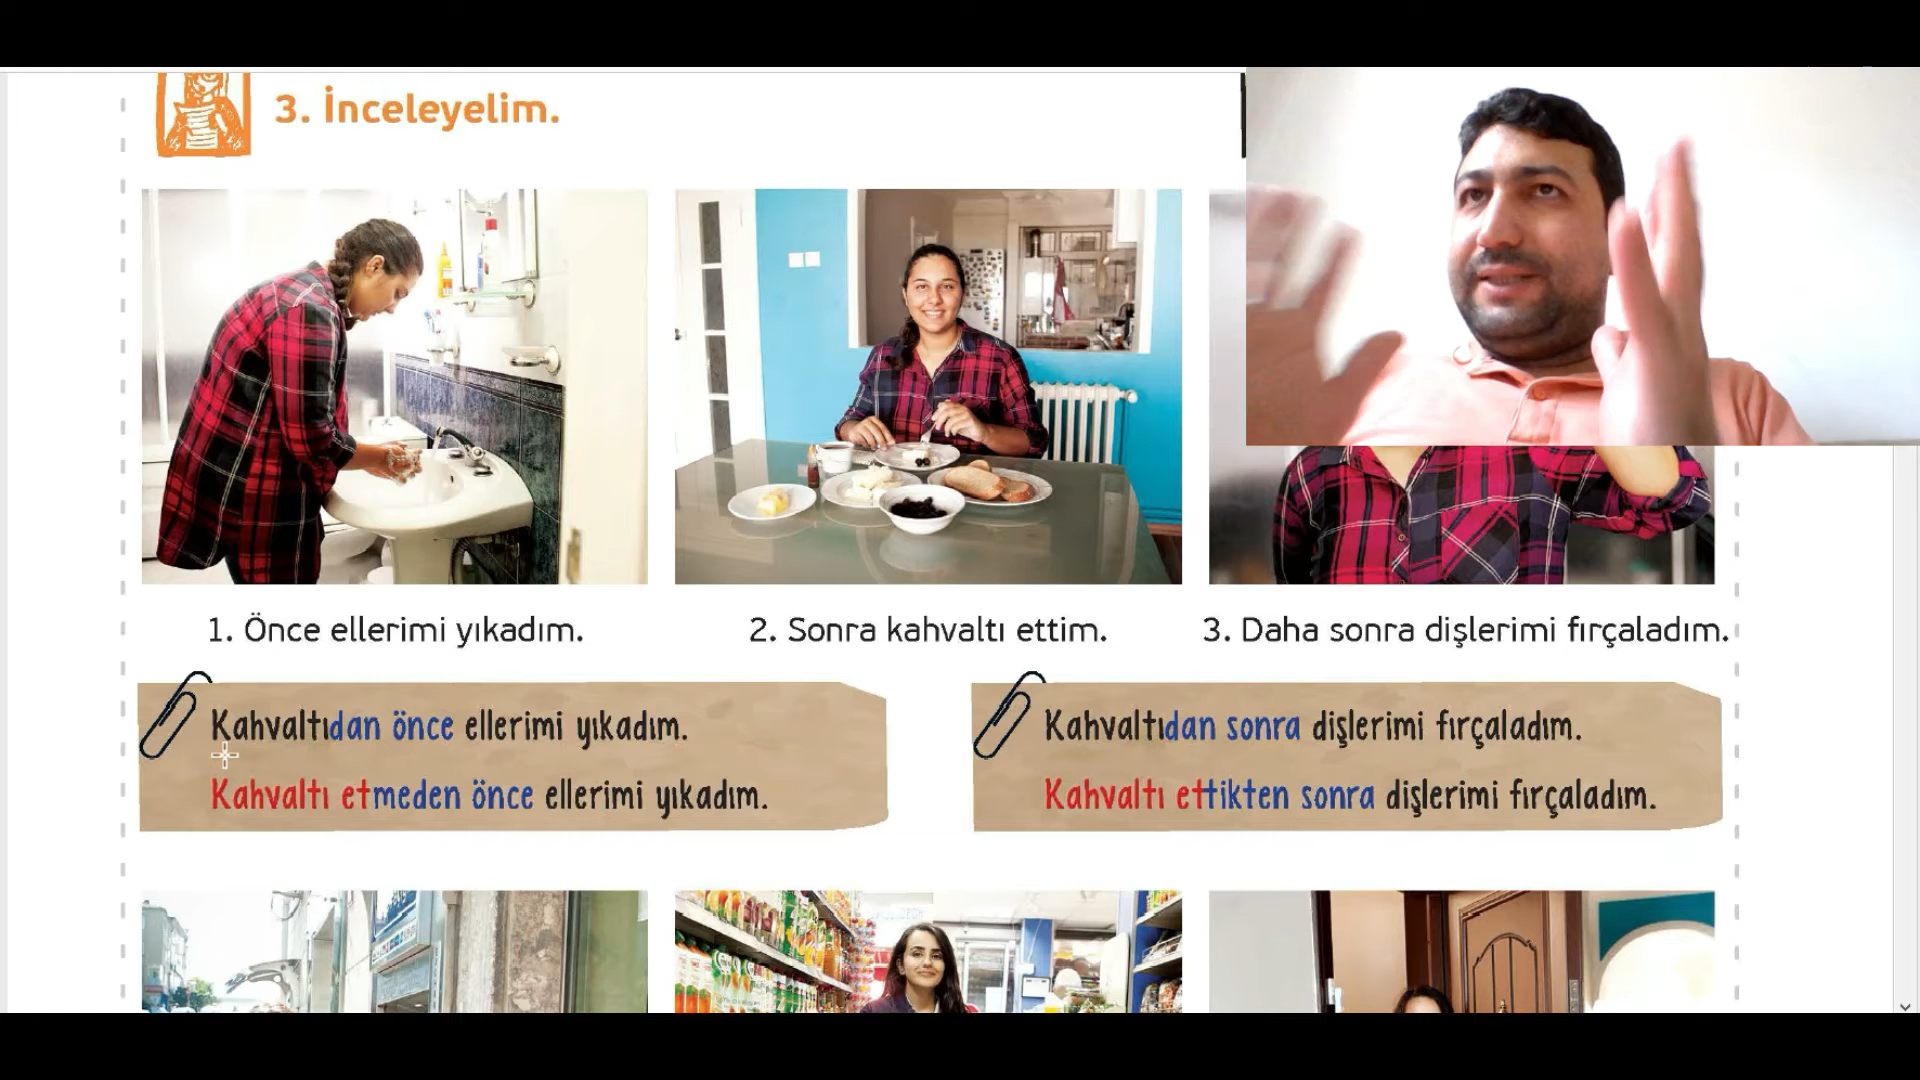 3. İnceleyelim.
1. Önce ellerimi yıkadım.
2. Sonra kahvaltı ettim.
3. Daha sonra dişlerimi fırçaladım.
Kahvaltıdan önce ellerimi yıkadım.
Kahvaltı etmeden önce ellerimi yıkadım.
Kahvaltıdan sonra dişlerimi fırçaladım.
Kahvaltı ettikten sonra dişlerimi fırçaladım.